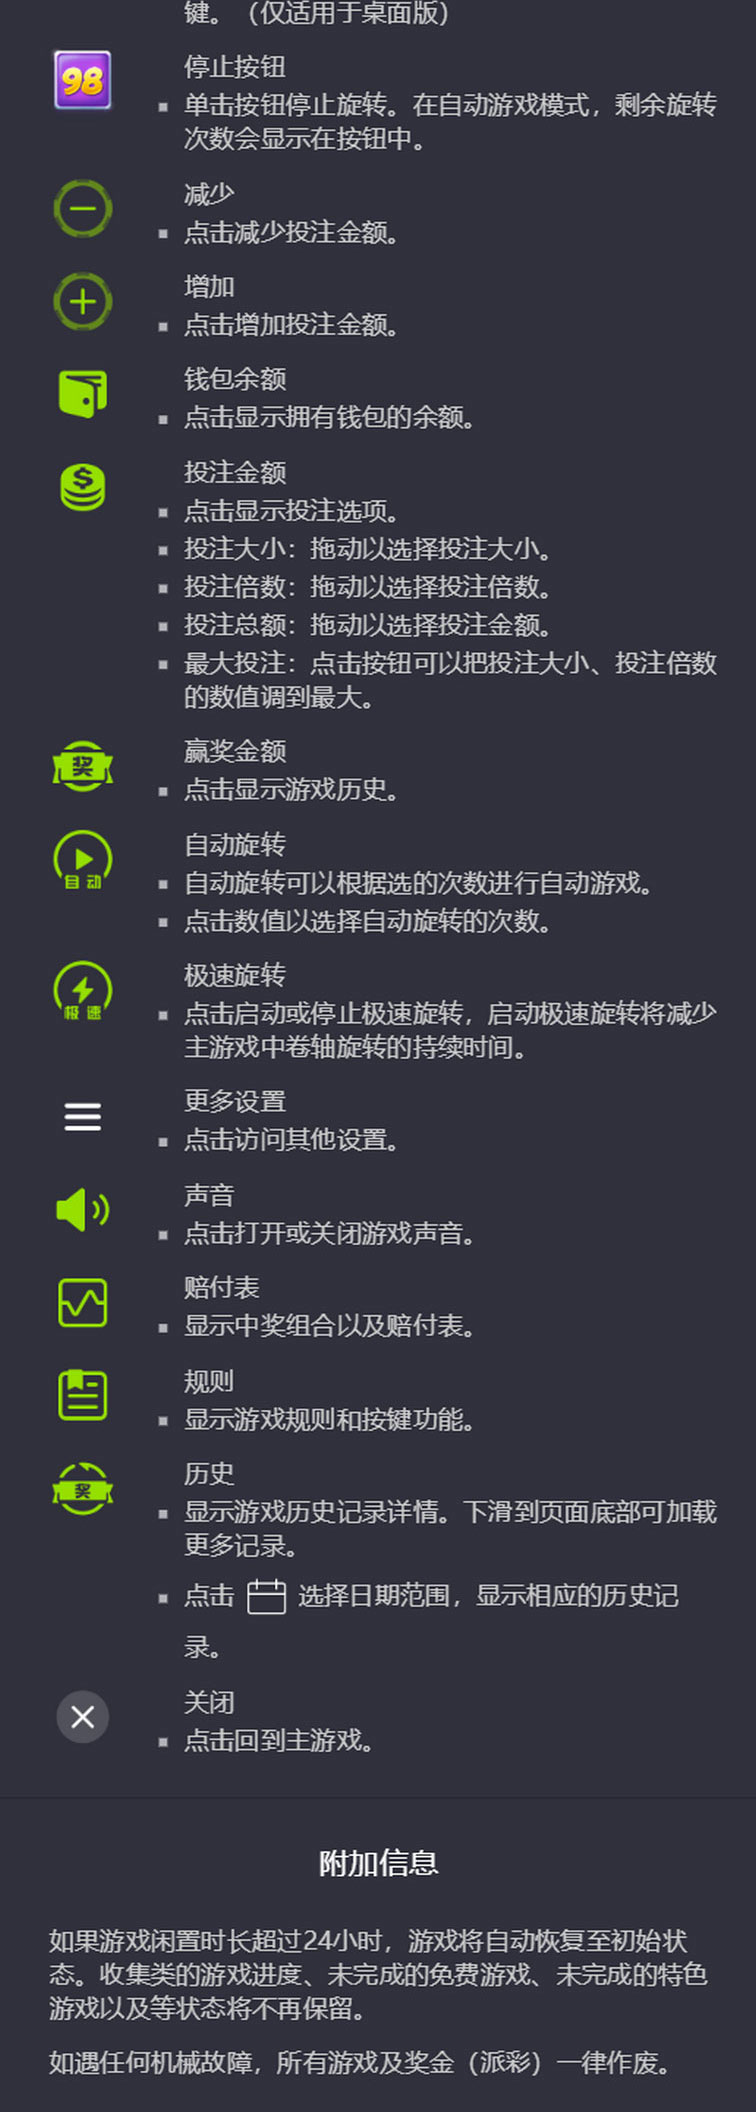 键。（仅适用于桌面版）
98
停止按钮
▪ 单击按钮停止旋转。在自动游戏模式，剩余旋转
次数会显示在按钮中。
减少
▪ 点击减少投注金额。
增加
▪ 点击增加投注金额。
钱包余额
▪ 点击显示拥有钱包的余额。
投注金额
▪ 点击显示投注选项。
▪ 投注大小：拖动以选择投注大小。
▪ 投注倍数：拖动以选择投注倍数。
▪ 投注总额：拖动以选择投注金额。
▪ 最大投注：点击按钮可以把投注大小、投注倍数
的数值调到最大。
奖
赢奖金额
▪ 点击显示游戏历史。
自动
自动旋转
▪ 自动旋转可以根据选的次数进行自动游戏。
▪ 点击数值以选择自动旋转的次数。
极速
极速旋转
▪ 点击启动或停止极速旋转，启动极速旋转将减少
主游戏中卷轴旋转的持续时间。
更多设置
▪ 点击访问其他设置。
声音
▪ 点击打开或关闭游戏声音。
赔付表
▪ 显示中奖组合以及赔付表。
规则
▪ 显示游戏规则和按键功能。
奖
历史
▪ 显示游戏历史记录详情。下滑到页面底部可加载
更多记录。
▪ 点击 选择日期范围，显示相应的历史记
录。
关闭
▪ 点击回到主游戏。
附加信息
如果游戏闲置时长超过24小时，游戏将自动恢复至初始状
态。收集类的游戏进度、未完成的免费游戏、未完成的特色
游戏以及等状态将不再保留。
如遇任何机械故障，所有游戏及奖金（派彩）一律作废。